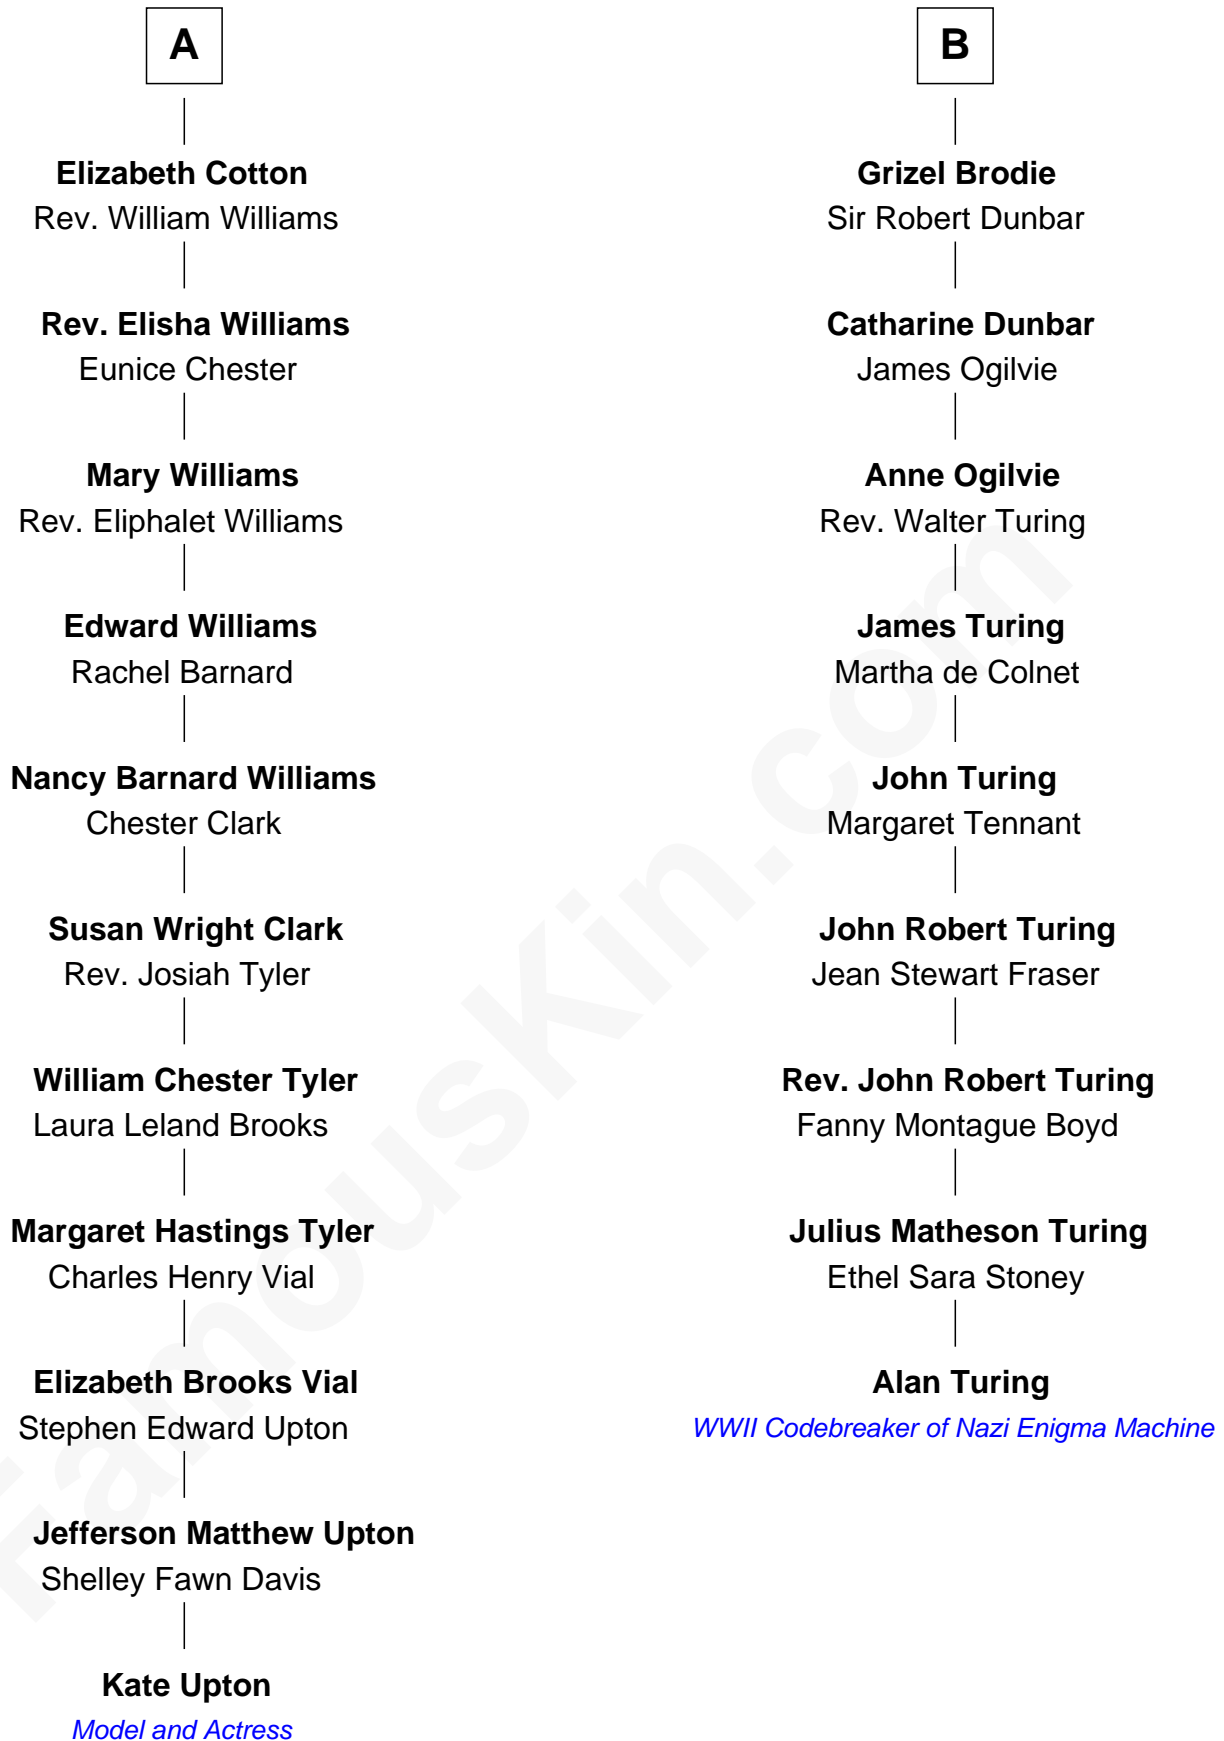 A
Elizabeth Cotton
Rev. William Williams
Rev. Elisha Williams
Eunice Chester
Mary Williams
Rev. Eliphalet Williams
Edward Williams
Rachel Barnard
Nancy Barnard Williams
Chester Clark
Susan Wright Clark
Rev. Josiah Tyler
William Chester Tyler
Laura Leland Brooks
Margaret Hastings Tyler
Charles Henry Vial
Elizabeth Brooks Vial
Stephen Edward Upton
Jefferson Matthew Upton
Shelley Fawn Davis
Kate Upton
Model and Actress
B
Grizel Brodie
Sir Robert Dunbar
Catharine Dunbar
James Ogilvie
Anne Ogilvie
Rev. Walter Turing
James Turing
Martha de Colnet
John Turing
Margaret Tennant
John Robert Turing
Jean Stewart Fraser
Rev. John Robert Turing
Fanny Montague Boyd
Julius Matheson Turing
Ethel Sara Stoney
Alan Turing
WWII Codebreaker of Nazi Enigma Machine
FamousKin.com